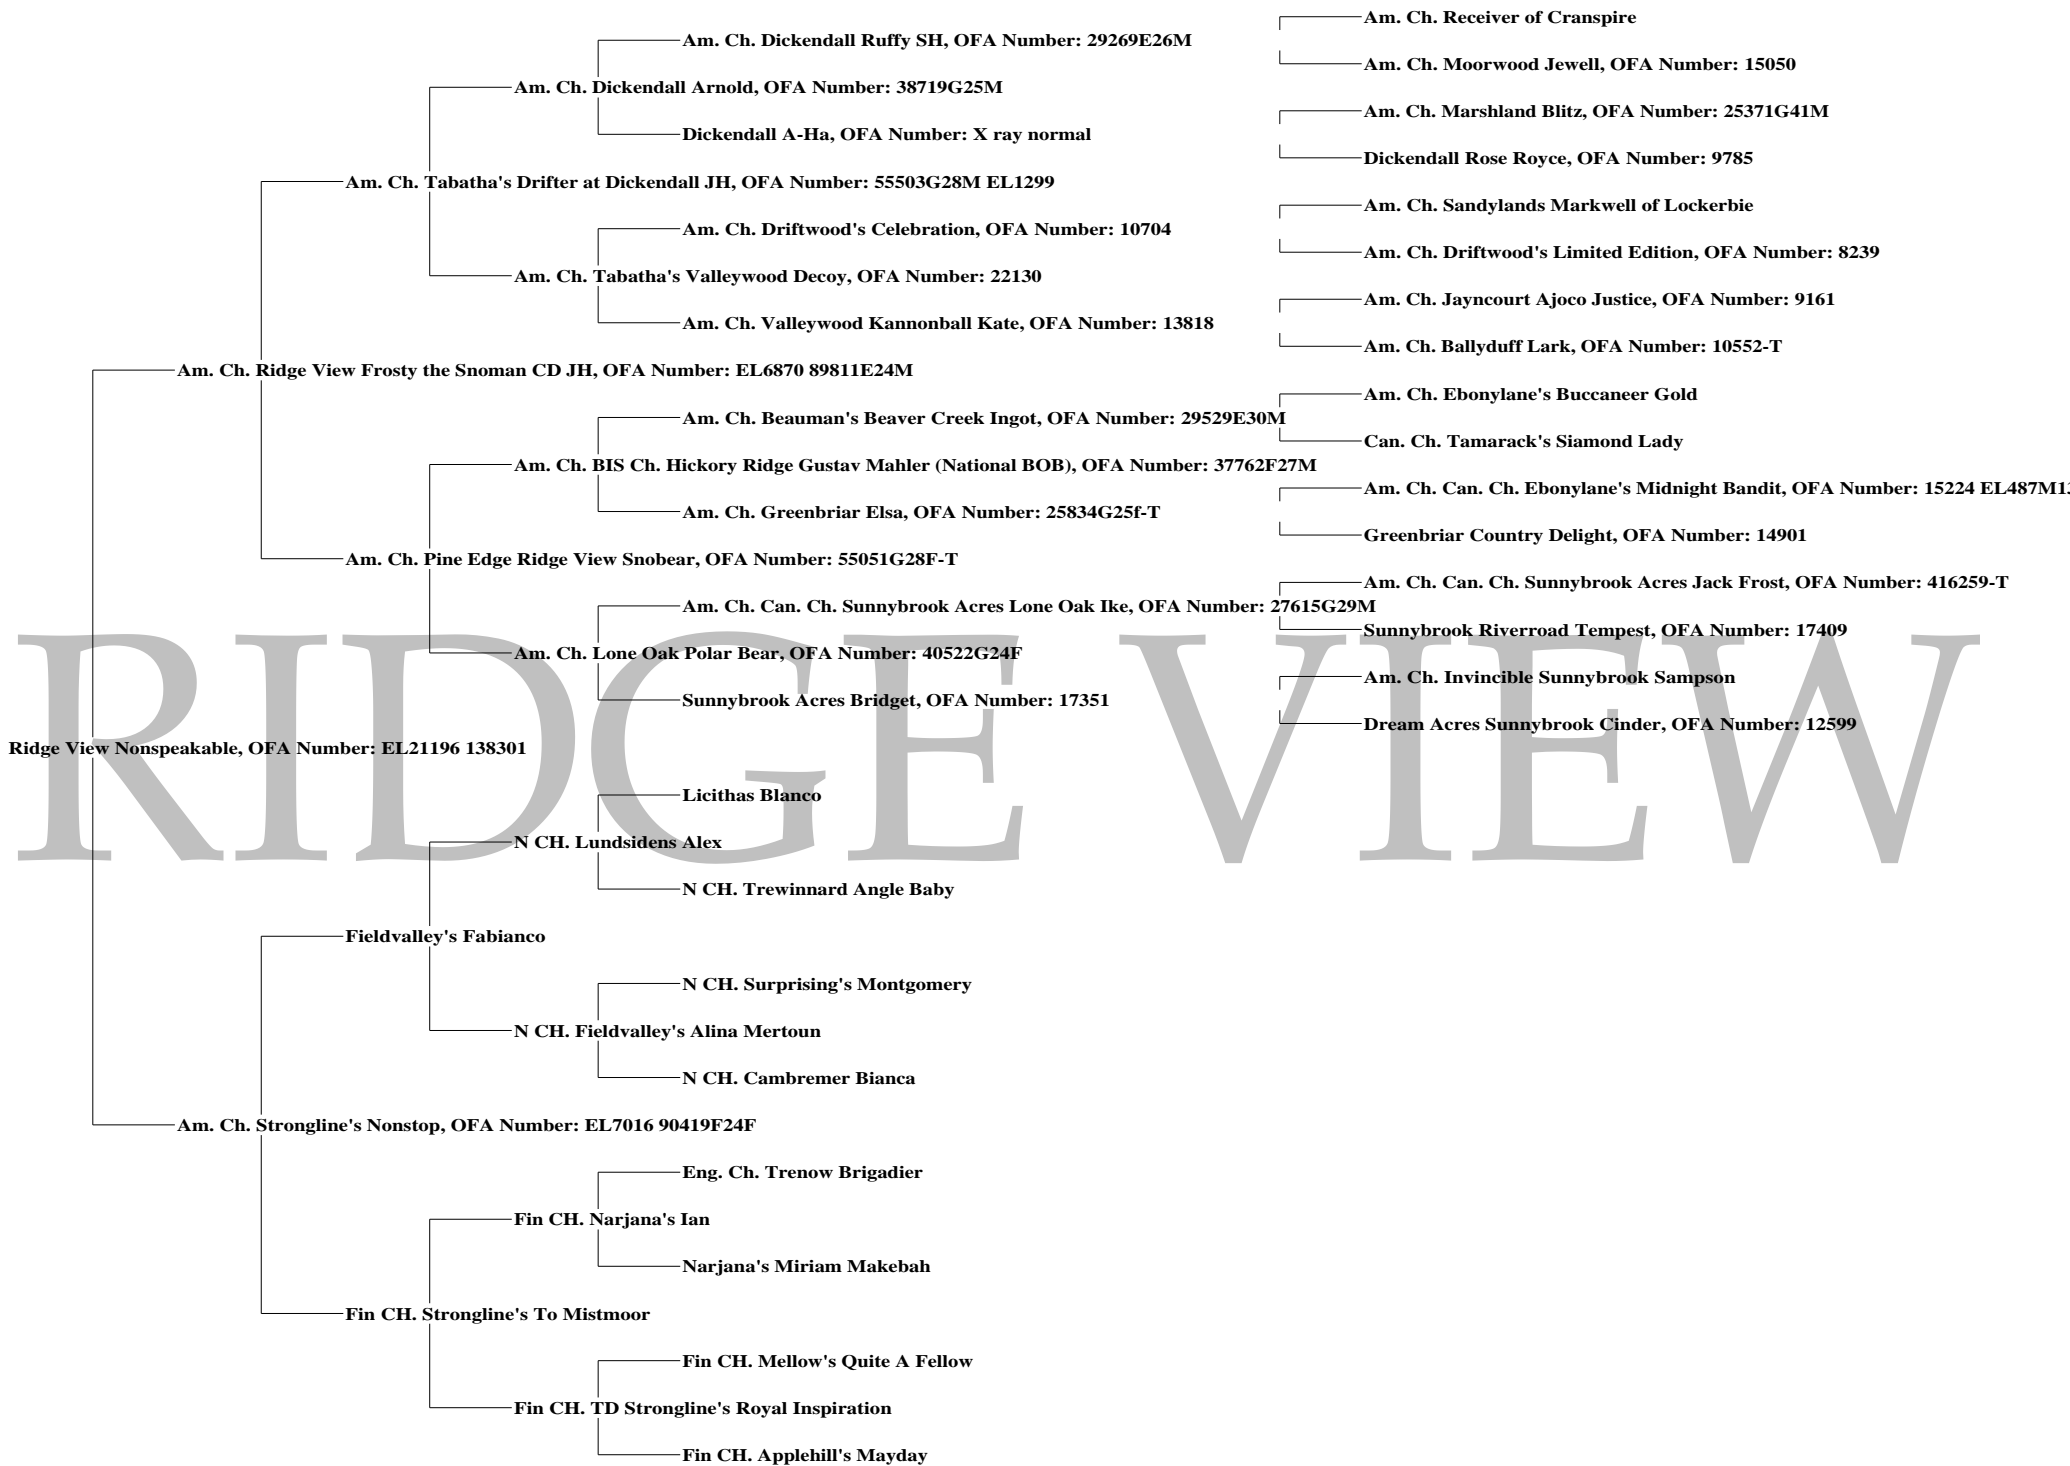 Am. Ch. Receiver of Cranspire
Am. Ch. Dickendall Ruffy SH, OFA Number: 29269E26M
Am. Ch. Moorwood Jewell, OFA Number: 15050
Am. Ch. Dickendall Arnold, OFA Number: 38719G25M
Am. Ch. Marshland Blitz, OFA Number: 25371G41M
Dickendall A-Ha, OFA Number: X ray normal
Dickendall Rose Royce, OFA Number: 9785
Am. Ch. Tabatha's Drifter at Dickendall JH, OFA Number: 55503G28M EL1299
Am. Ch. Sandylands Markwell of Lockerbie
Am. Ch. Driftwood's Celebration, OFA Number: 10704
Am. Ch. Driftwood's Limited Edition, OFA Number: 8239
Am. Ch. Tabatha's Valleywood Decoy, OFA Number: 22130
Am. Ch. Jayncourt Ajoco Justice, OFA Number: 9161
Am. Ch. Valleywood Kannonball Kate, OFA Number: 13818
Am. Ch. Ballyduff Lark, OFA Number: 10552-T
Am. Ch. Ridge View Frosty the Snoman CD JH, OFA Number: EL6870 89811E24M
Am. Ch. Ebonylane's Buccaneer Gold
Am. Ch. Beauman's Beaver Creek Ingot, OFA Number: 29529E30M
Can. Ch. Tamarack's Siamond Lady
Am. Ch. BIS Ch. Hickory Ridge Gustav Mahler (National BOB), OFA Number: 37762F27M
Am. Ch. Can. Ch. Ebonylane's Midnight Bandit, OFA Number: 15224
Am. Ch. Greenbriar Elsa, OFA Number: 25834G25f-T
Greenbriar Country Delight, OFA Number: 14901
Am. Ch. Pine Edge Ridge View Snobear, OFA Number: 55051G28F-T
Am. Ch. Can. Ch. Sunnybrook Acres Jack Frost, OFA Number: 416259-T
Am. Ch. Can. Ch. Sunnybrook Acres Lone Oak Ike, OFA Number: 27615G29M
Sunnybrook Riverroad Tempest, OFA Number: 17409
Am. Ch. Lone Oak Polar Bear, OFA Number: 40522G24F
Am. Ch. Invincible Sunnybrook Sampson
Sunnybrook Acres Bridget, OFA Number: 17351
Dream Acres Sunnybrook Cinder, OFA Number: 12599
Ridge View Nonspeakable, OFA Number: EL21196 138301
RIDGE VIEW
Licithas Blanco
N CH. Lundsidens Alex
N CH. Trewinnard Angle Baby
Fieldvalley's Fabianco
N CH. Surprising's Montgomery
N CH. Fieldvalley's Alina Mertoun
N CH. Cambremer Bianca
Am. Ch. Strongline's Nonstop, OFA Number: EL7016 90419F24F
Eng. Ch. Trenow Brigadier
Fin CH. Narjana's Ian
Narjana's Miriam Makebah
Fin CH. Strongline's To Mistmoor
Fin CH. Mellow's Quite A Fellow
Fin CH. TD Strongline's Royal Inspiration
Fin CH. Applehill's Mayday